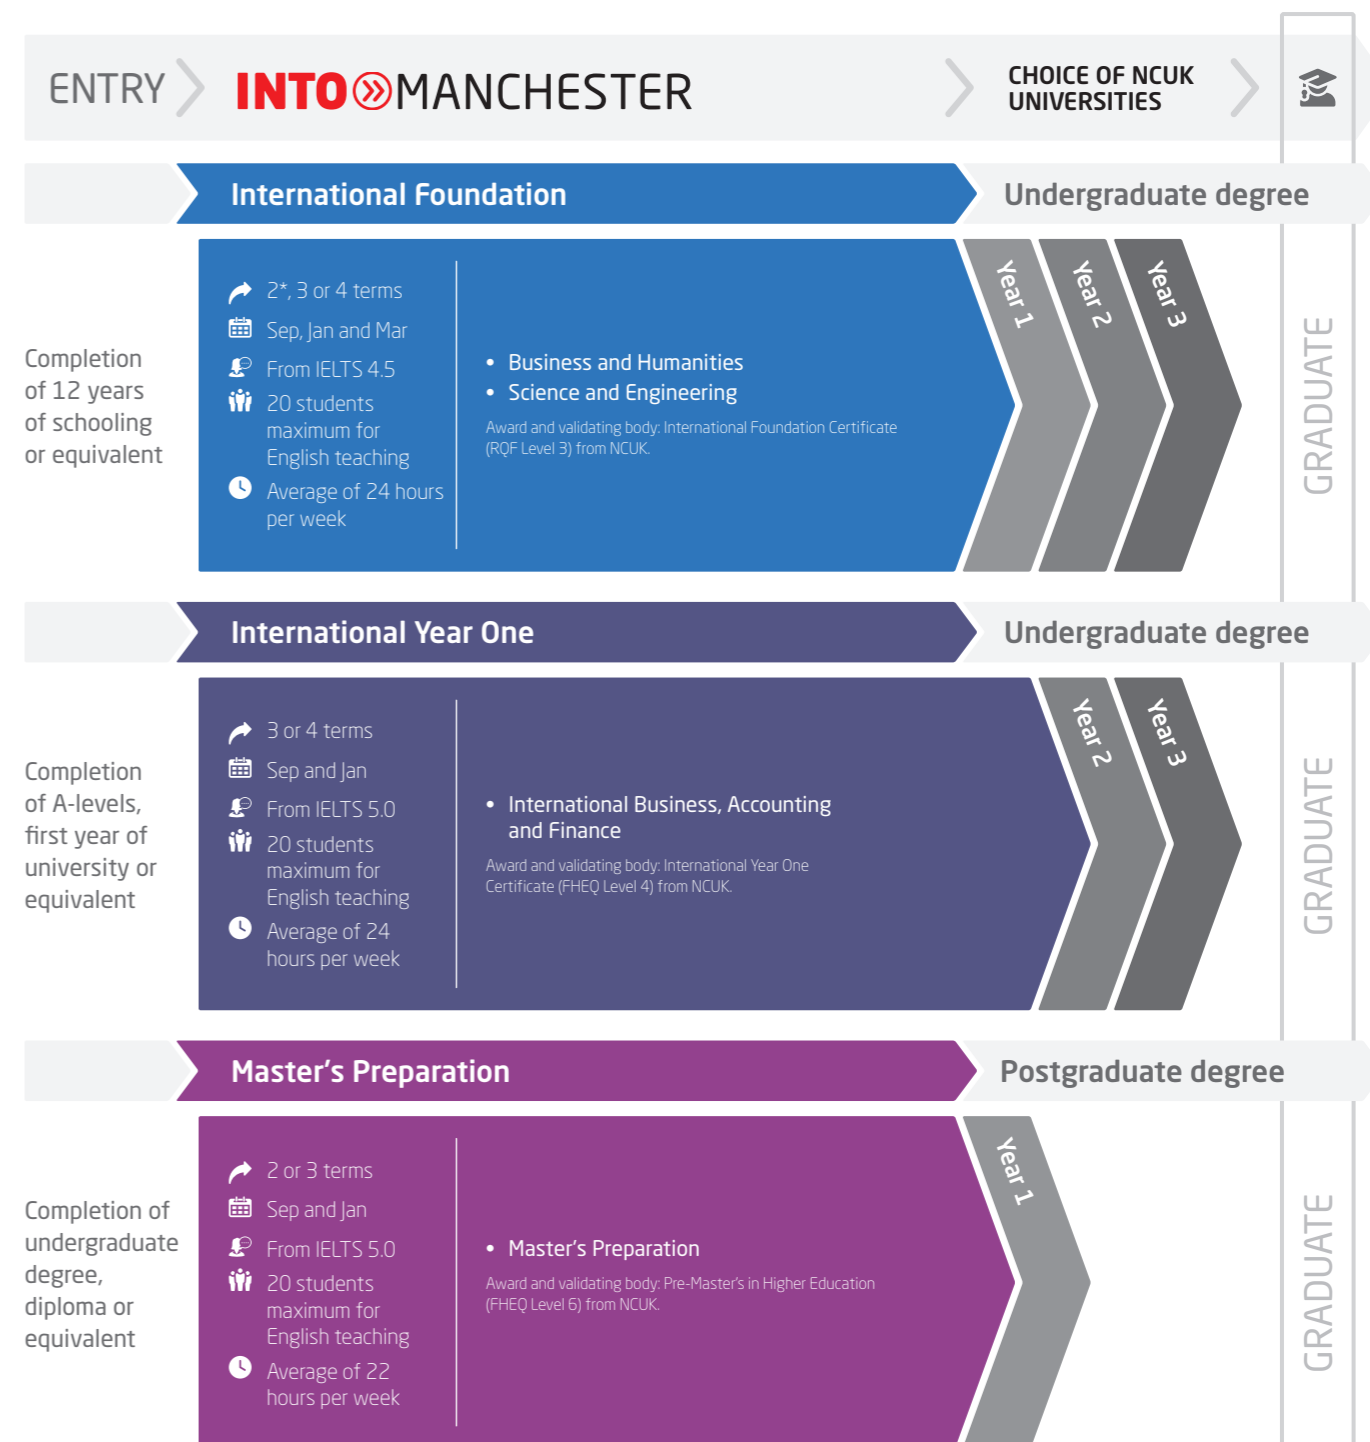 ENTRY
INTO MANCHESTER
CHOICE OF NCUK
UNIVERSITIES
International Foundation
Undergraduate degree
Completion
of 12 years
of schooling
or equivalent
2*, 3 or 4 terms
Sep, Jan and Mar
From IELTS 4.5
20 students
maximum for
English teaching
Average of 24 hours
per week
• Business and Humanities
• Science and Engineering
Award and validating body: International Foundation Certificate
(RQF Level 3) from NCUK.
Year 1
Year 2
Year 3
GRADUATE
International Year One
Undergraduate degree
Completion
of A-levels,
first year of
university or
equivalent
3 or 4 terms
Sep and Jan
From IELTS 5.0
20 students
maximum for
English teaching
Average of 24
hours per week
• International Business, Accounting
and Finance
Award and validating body: International Year One
Certificate (FHEQ Level 4) from NCUK.
Year 2
Year 3
GRADUATE
Master's Preparation
Postgraduate degree
Completion of
undergraduate
degree,
diploma or
equivalent
2 or 3 terms
Sep and Jan
From IELTS 5.0
20 students
maximum for
English teaching
Average of 22
hours per week
• Master's Preparation
Award and validating body: Pre-Master's in Higher Education
(FHEQ Level 6) from NCUK.
Year 1
GRADUATE